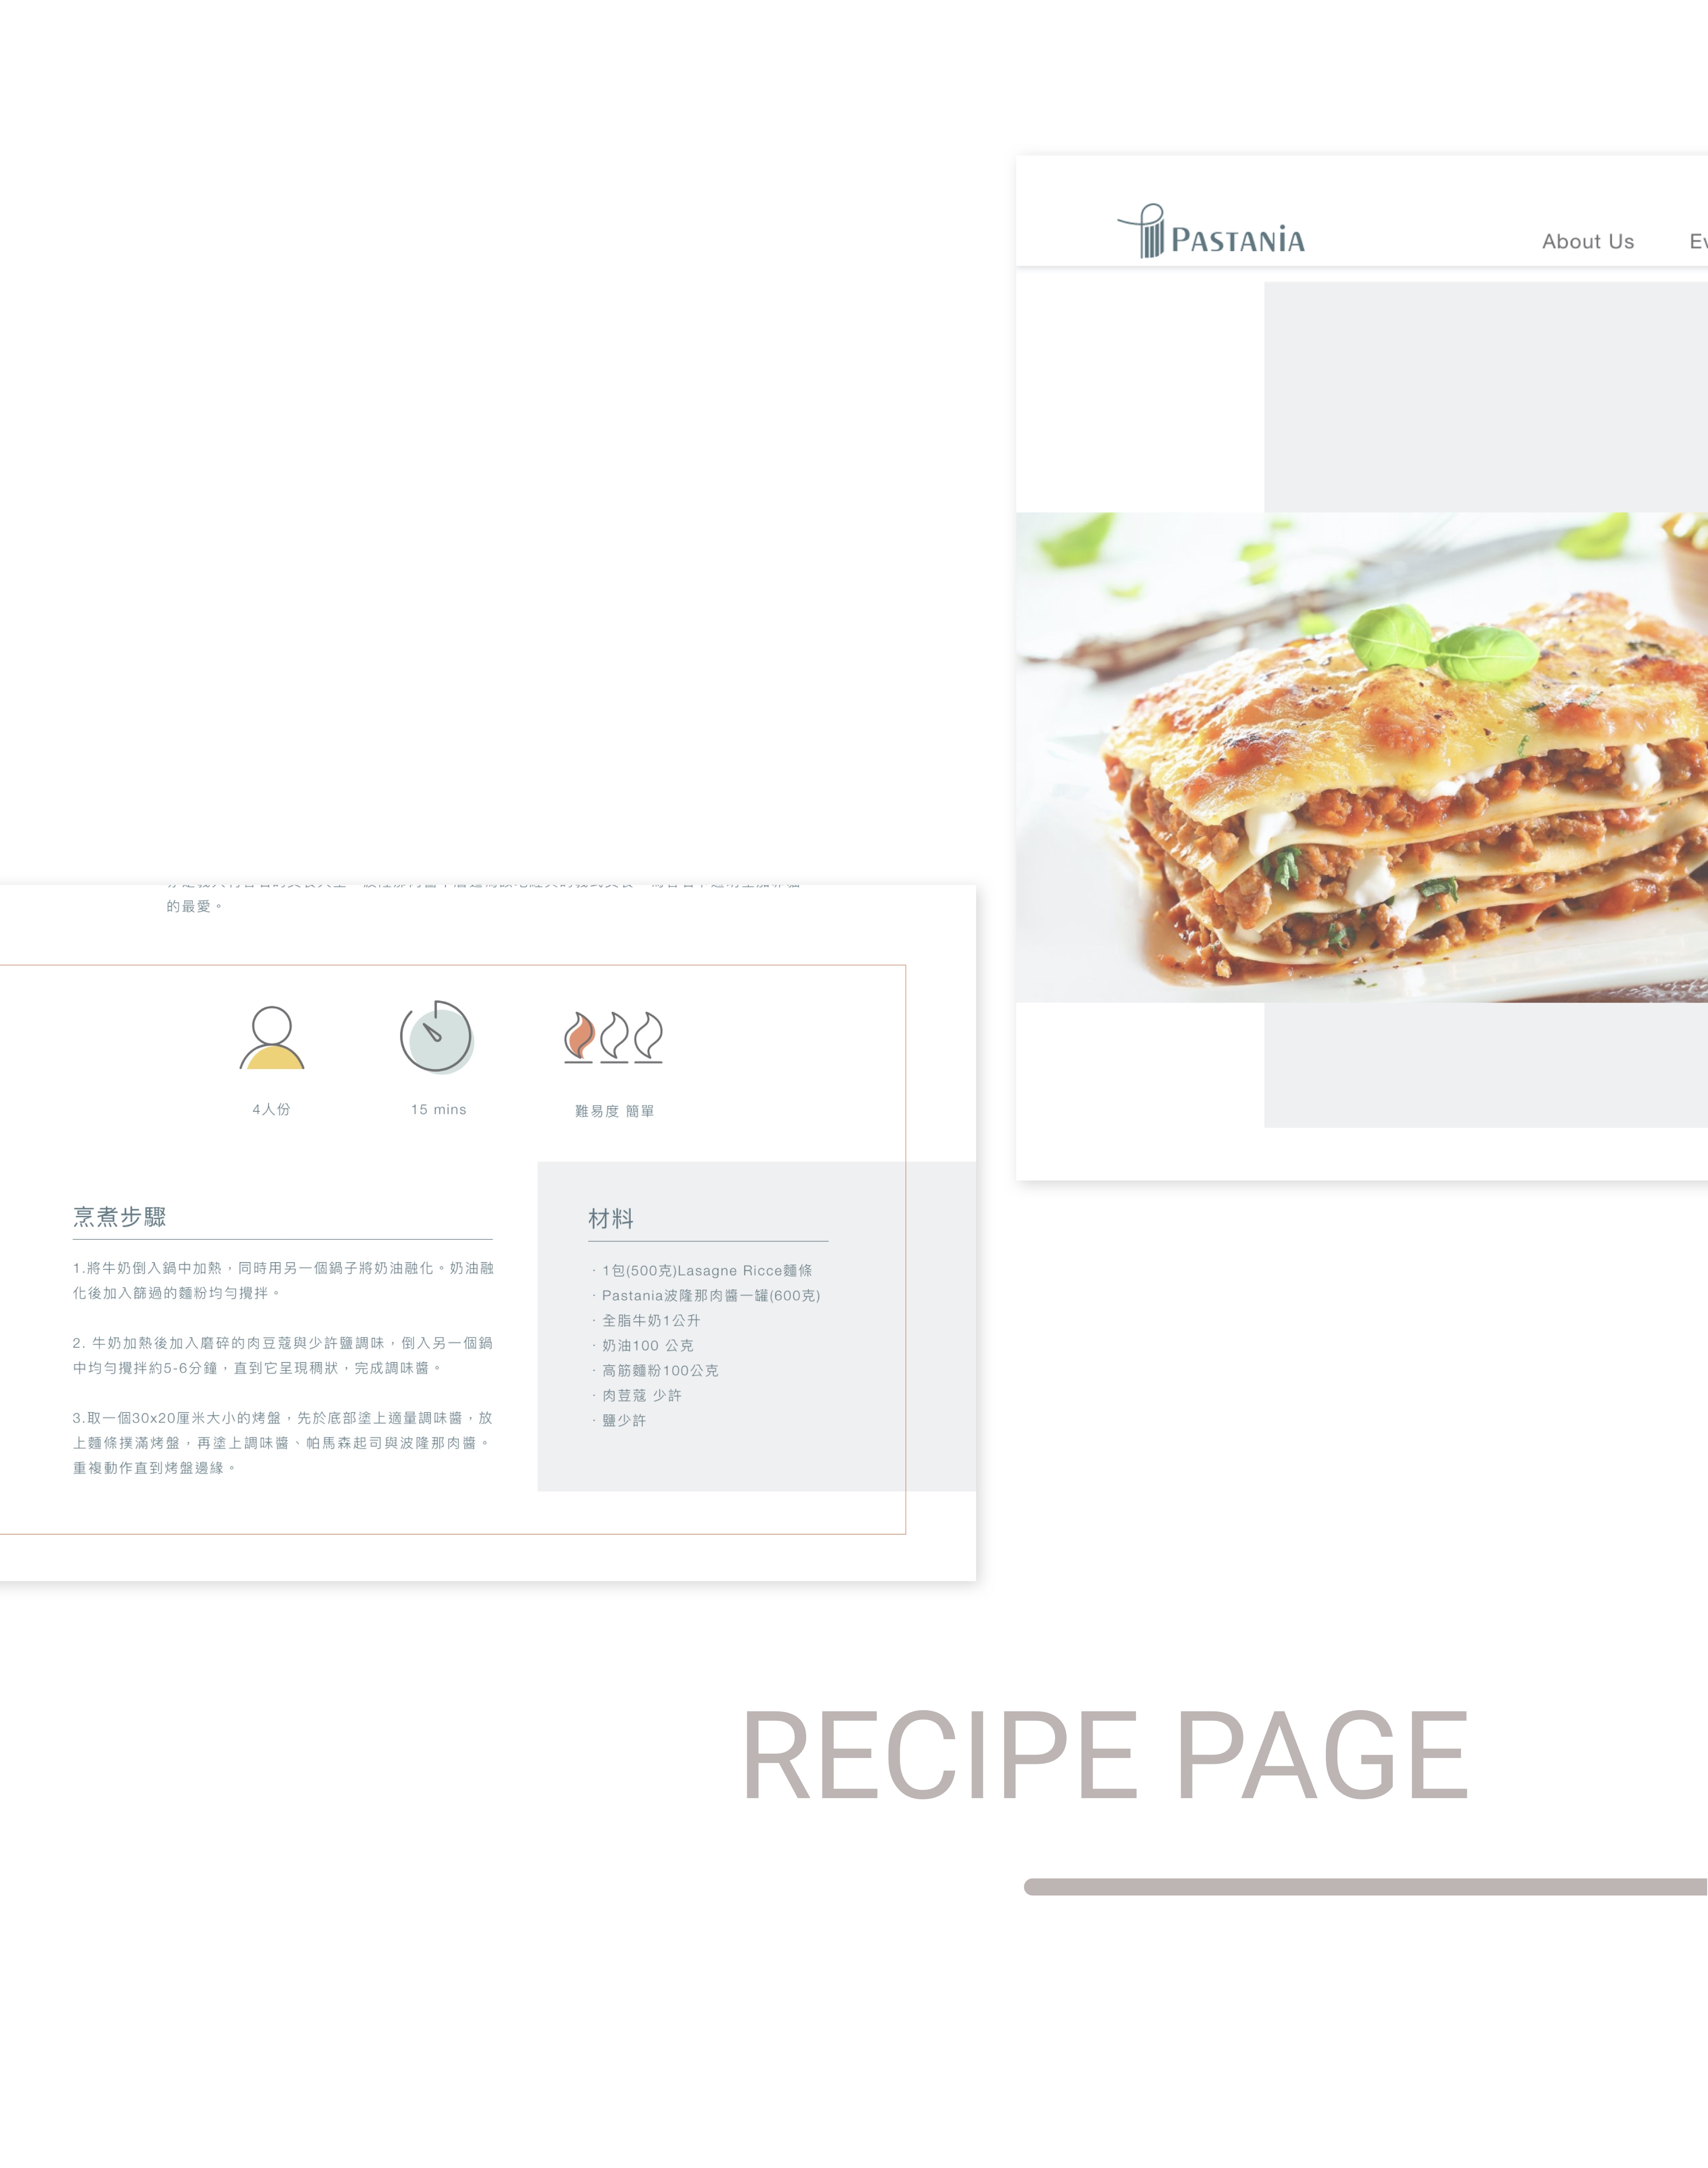 PASTANiA
About Us
的最愛。
4人份
15 mins
難易度 簡單
烹煮步驟
1.將牛奶倒入鍋中加熱，同時用另一個鍋子將奶油融化。奶油融
化後加入篩過的麵粉均勻攪拌。
2. 牛奶加熱後加入磨碎的肉豆蔻與少許鹽調味，倒入另一個鍋
中均勻攪拌約5-6分鐘，直到它呈現稠狀，完成調味醬。
3.取一個30x20厘米大小的烤盤，先於底部塗上適量調味醬，放
上麵條撲滿烤盤，再塗上調味醬、帕馬森起司與波隆那肉醬。
重複動作直到烤盤邊緣。
材料
· 1包(500克)Lasagne Ricce麵條
· Pastania波隆那肉醬一罐(600克)
· 全脂牛奶1公升
· 奶油100 公克
· 高筋麵粉100公克
· 肉荳蔻 少許
· 鹽少許
RECIPE PAGE